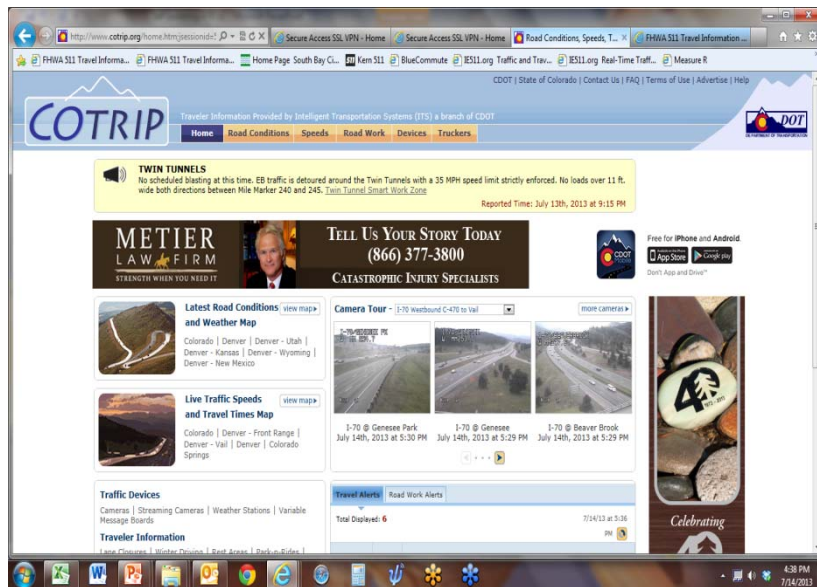 http://www.cotrip.org/home.htm;jsessionid=
Secure Access SSL VPN - Home
Secure Access SSL VPN - Home
Road Conditions, Speeds, T...
FHWA 511 Travel Information ...
FHWA 511 Travel Informa...
FHWA 511 Travel Informa...
Home Page South Bay Ci...
Kern 511
BlueCommute
IE511.org Traffic and Trav...
IE511.org Real-Time Traff...
Measure R
CDOT | State of Colorado | Contact Us | FAQ | Terms of Use | Advertise | Help
COTRIP
Traveler Information Provided by Intelligent Transportation Systems (ITS) a branch of CDOT
Home Road Conditions Speeds Road Work Devices Truckers
DOT
TWIN TUNNELS
No scheduled blasting at this time. EB traffic is detoured around the Twin Tunnels with a 35 MPH speed limit strictly enforced. No loads over 11 ft.
wide both directions between Mile Marker 240 and 245. Twin Tunnel Smart Work Zone
Reported Time: July 13th, 2013 at 9:15 PM
METIER
LAW FIRM
STRENGTH WHEN YOU NEED IT
TELL US YOUR STORY TODAY
(866) 377-3800
CATASTROPHIC INJURY SPECIALISTS
CDOT
Free for iPhone and Android
App Store
Google play
Don't App and Drive™
Latest Road Conditions
and Weather Map
view map
Colorado | Denver | Denver - Utah |
Denver - Kansas | Denver - Wyoming |
Denver - New Mexico
Live Traffic Speeds
and Travel Times Map
view map
Colorado | Denver - Front Range |
Denver - Vail | Denver | Colorado
Springs
Camera Tour - I-70 Westbound C-470 to Vail
more cameras
I-70 @ Genesee Park
July 14th, 2013 at 5:30 PM
I-70 @ Genesee
July 14th, 2013 at 5:29 PM
I-70 @ Beaver Brook
July 14th, 2013 at 5:29 PM
40
Celebrating
Traffic Devices
Cameras | Streaming Cameras | Weather Stations | Variable
Message Boards
Traveler Information
Lane Closures | Winter Driving | Rest Areas | Park-n-Rides |
Travel Alerts
Road Work Alerts
Total Displayed: 6
7/14/13 at 5:36
PM
4:38 PM
7/14/2013